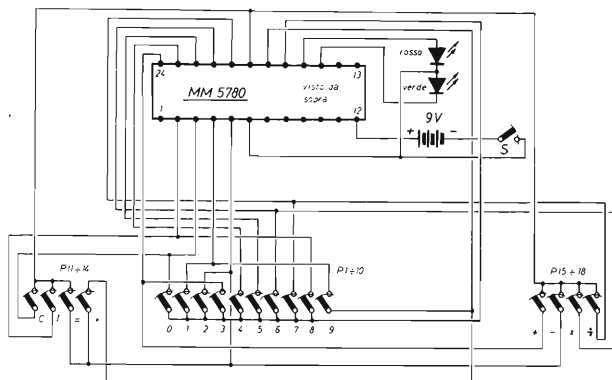 24
13
rosso
MM 5780
visto da
sopra
verde
1
12
9V
+ -
S
P11÷14
P1÷10
P15÷18
C
=
0 1 2 3 4 5 6 7 8 9
+ - x ÷